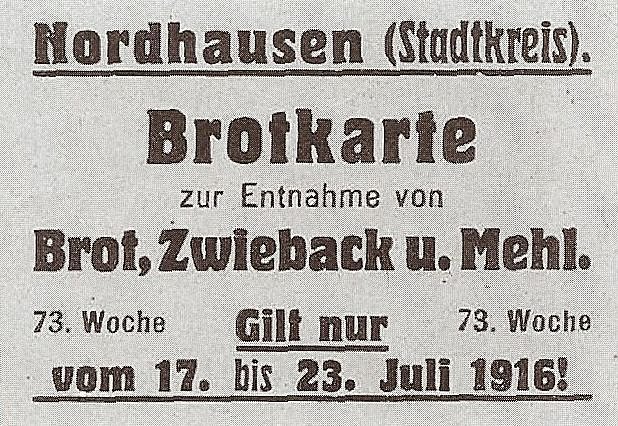 Nordhausen (Stadtkreis).
Brotkarte
zur Entnahme von
Brot, Zwieback u. Mehl.
73. Woche Gilt nur 73. Woche
vom 17. bis 23. Juli 1916!